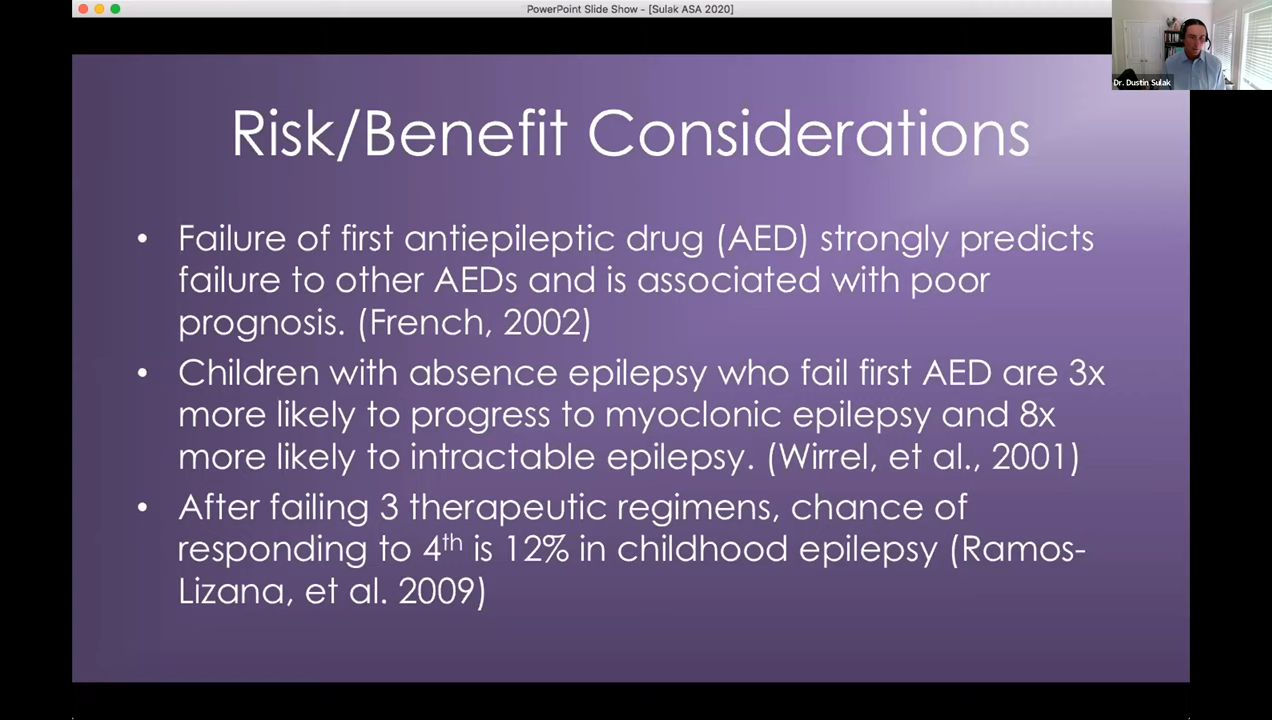 PowerPoint Slide Show - [Sulak ASA 2020]
Dr. Dustin Sulak
Risk/Benefit Considerations
• Failure of first antiepileptic drug (AED) strongly predicts
failure to other AEDs and is associated with poor
prognosis. (French, 2002)
• Children with absence epilepsy who fail first AED are 3x
more likely to progress to myoclonic epilepsy and 8x
more likely to intractable epilepsy. (Wirrel, et al., 2001)
• After failing 3 therapeutic regimens, chance of
responding to 4th is 12% in childhood epilepsy (Ramos-
Lizana, et al. 2009)